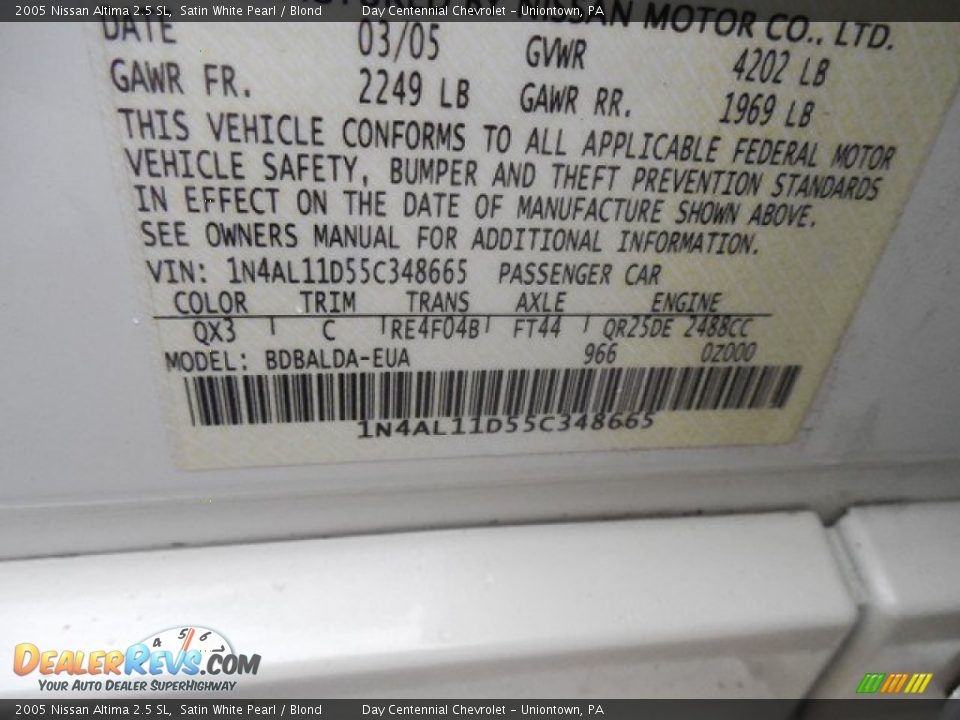 2005 Nissan Altima 2.5 SL, Satin White Pearl / Blond Day Centennial Chevrolet - Uniontown, PA
NISSAN MOTOR CO., LTD.
DATE 03/05 GVWR 4202 LB
GAWR FR. 2249 LB GAWR RR. 1969 LB
THIS VEHICLE CONFORMS TO ALL APPLICABLE FEDERAL MOTOR
VEHICLE SAFETY, BUMPER AND THEFT PREVENTION STANDARDS
IN EFFECT ON THE DATE OF MANUFACTURE SHOWN ABOVE.
SEE OWNERS MANUAL FOR ADDITIONAL INFORMATION.
VIN: 1N4AL11D55C348665 PASSENGER CAR
COLOR TRIM TRANS AXLE ENGINE
QX3 C RE4F04B FT44 QR25DE 2488CC
MODEL: BDBALDA-EUA 966 0Z000
1N4AL11D55C348665
4 5 6
DEALERREVS.COM
YOUR AUTO DEALER SUPERHIGHWAY
2005 Nissan Altima 2.5 SL, Satin White Pearl / Blond Day Centennial Chevrolet - Uniontown, PA